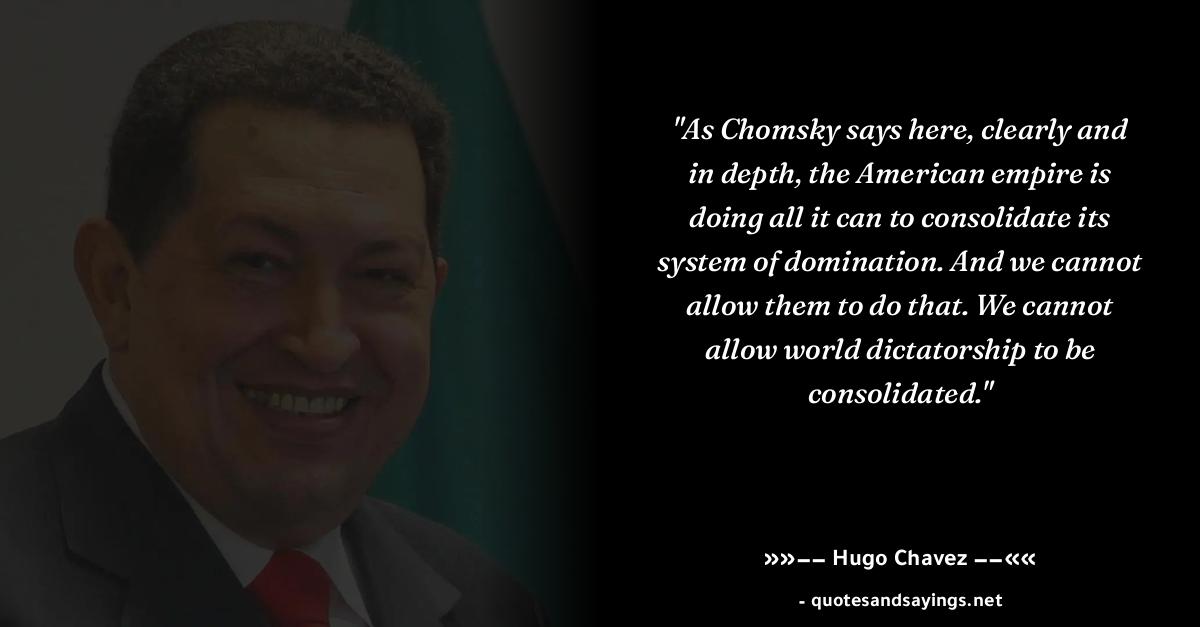 "As Chomsky says here, clearly and
in depth, the American empire is
doing all it can to consolidate its
system of domination. And we cannot
allow them to do that. We cannot
allow world dictatorship to be
consolidated."
»»–– Hugo Chavez ––««
- quotesandsayings.net